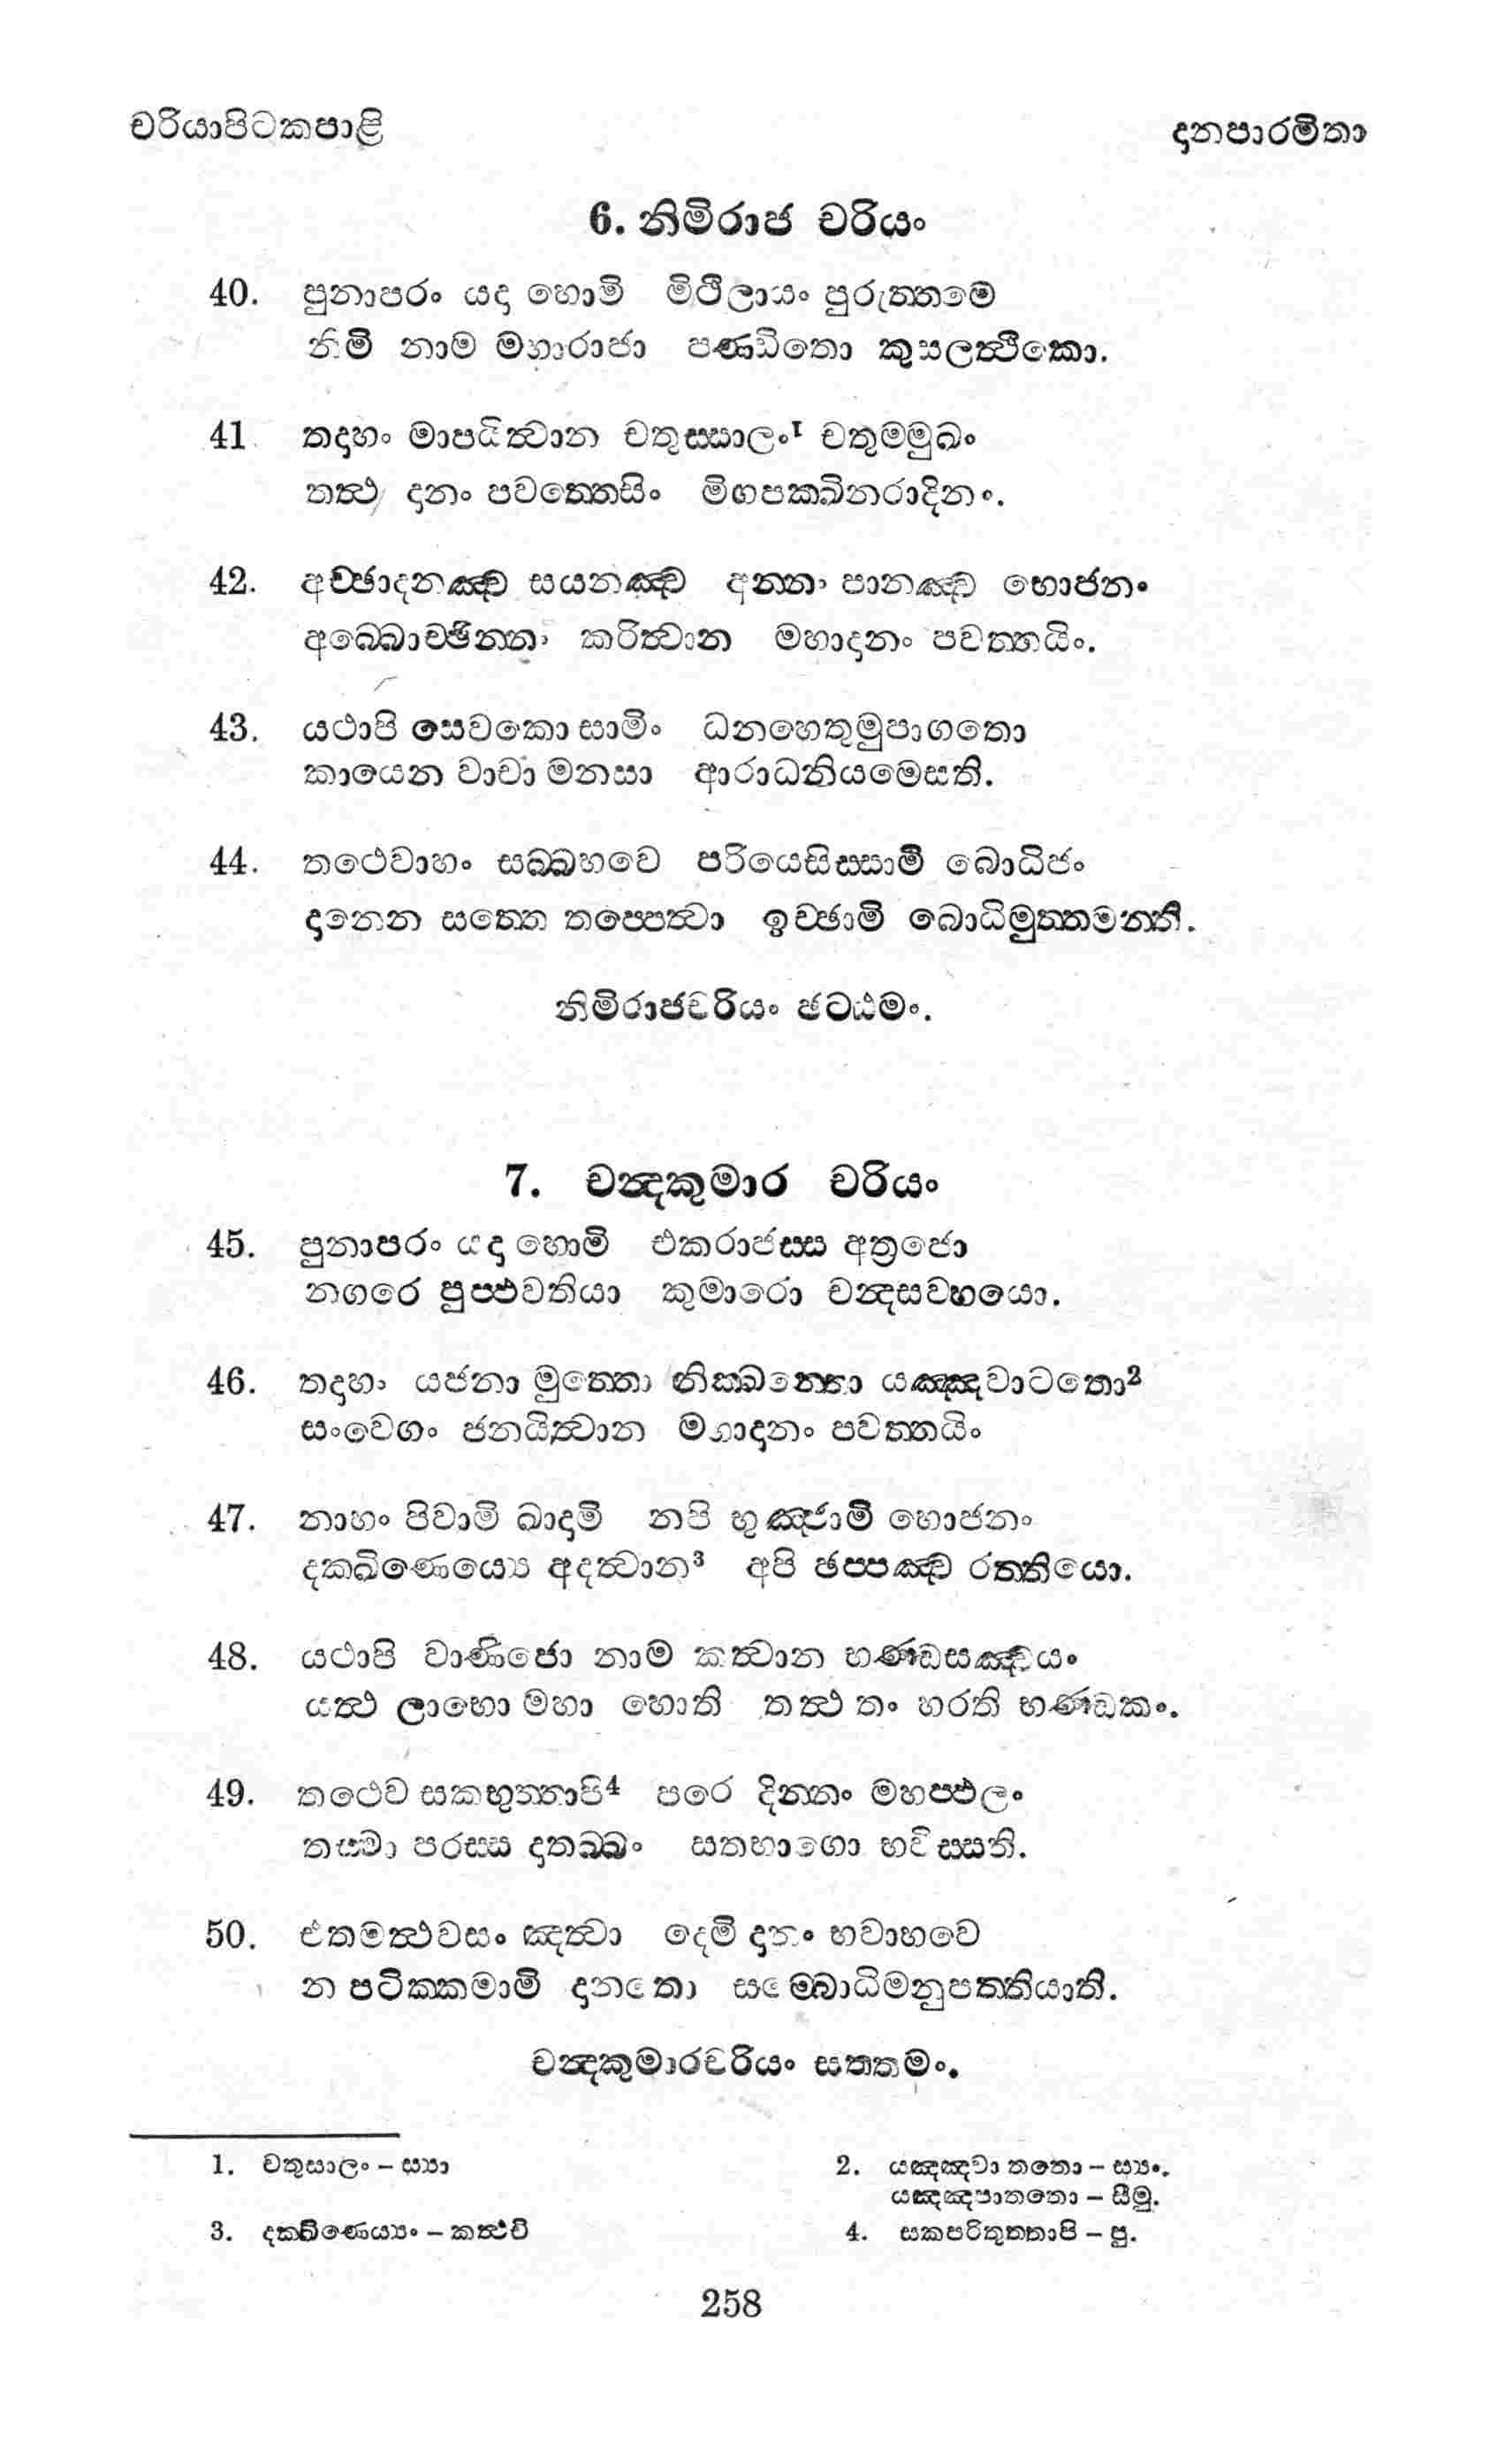 චරියාපිටකපාළි
දානපාරමිතා
6. නිමිරාජ චරියං
40. පුනාපරං යදා හොමි මිථිලායං පුරුත්තමෙ
නිමි නාම මහාරාජා පණ්ඩිතො කුසලත්ථිකො.
41. තදාහං මාපයිත්වාන චතුස්සාලං¹ චතුම්මුඛං
තත්ථ දානං පවත්තෙසිං මිගපක්ඛිනරාදිනං.
42. අච්ඡාදනඤ්ච සයනඤ්ච අන්නං පානඤ්ච භොජනං
අබ්බොච්ඡින්නං කරිත්වාන මහාදානං පවත්තයිං.
43. යථාපි සෙවකො සාමිං ධනහෙතුමුපාගතො
කායෙන වාචා මනසා ආරාධනියමෙසති.
44. තථෙවාහං සබ්බභවෙ පරියෙසිස්සාමි බොධිජං
දානෙන සත්තෙ තප්පෙත්වා ඉච්ඡාමි බොධිමුත්තමන්ති.
නිමිරාජචරියං ඡට්ඨමං.
7. චන්දකුමාර චරියං
45. පුනාපරං යදා හොමි එකරාජස්ස අත්‍රජො
නගරෙ පුප්ඵවතියා කුමාරො චන්දසව්හයො.
46. තදාහං යජනා මුත්තො නික්ඛන්තො යඤ්ඤවාටතො²
සංවෙගං ජනයිත්වාන මහාදානං පවත්තයිං
47. නාහං පිවාමි ඛාදාමි නපි භුඤ්ජාමි භොජනං
දක්ඛිණෙය්‍යෙ අදත්වාන³ අපි ඡප්පඤ්ච රත්තියො.
48. යථාපි වාණිජො නාම කත්වාන භණ්ඩසඤ්චයං
යත්ථ ලාභො මහා හොති තත්ථ තං හරති භණ්ඩකං.
49. තථෙව සකභුත්තාපි⁴ පරෙ දින්නං මහප්ඵලං
තස්මා පරස්ස දාතබ්බං සතභාගො භවිස්සති.
50. එතමත්ථවසං ඤත්වා දෙමි දානං භවාභවෙ
න පටික්කමාමි දානතො සම්බොධිමනුපත්තියාති.
චන්දකුමාරචරියං සත්තමං.
1. චතුසාලං – ස්‍යා
2. යඤ්ඤවා තතො – ස්‍යං.
යඤ්ඤපාතතො – සීමු.
3. දක්ඛිණෙය්‍යං – කත්ථචි
4. සකපරිතුත්තාපි – පු.
258